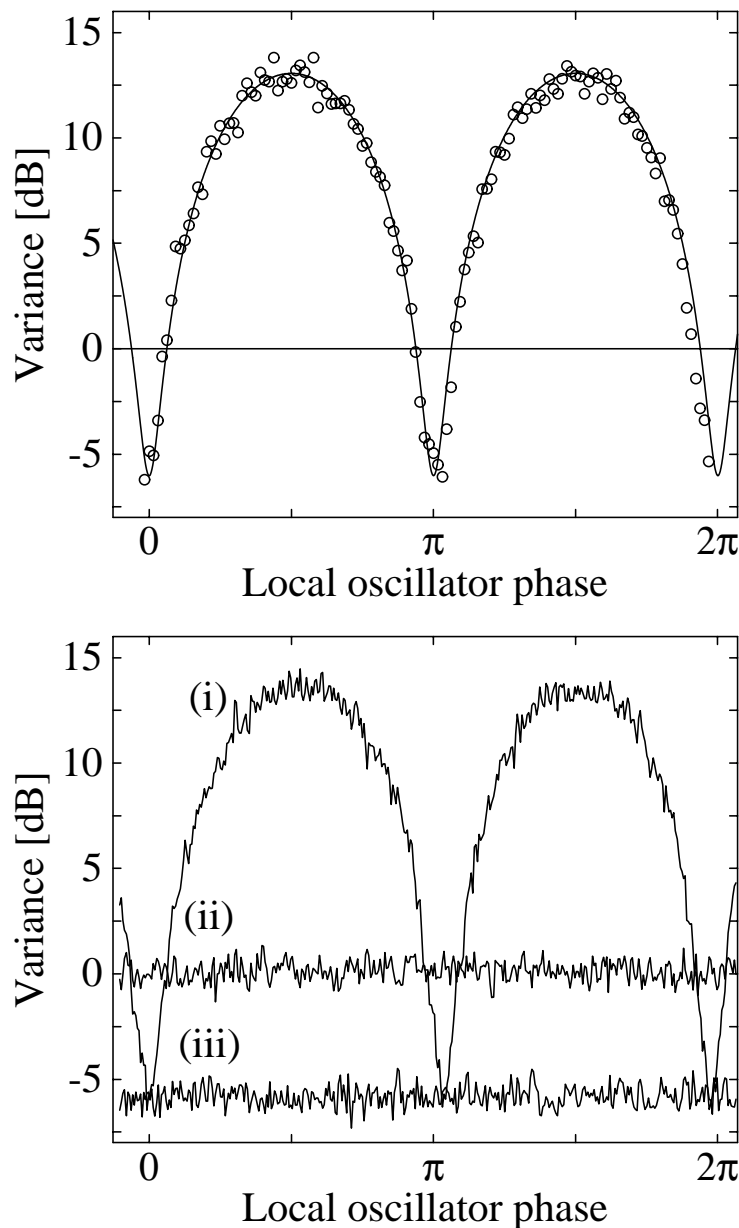 15
10
5
0
-5
Variance [dB]
0 π 2π
Local oscillator phase
15
10
5
0
-5
Variance [dB]
(i)
(ii)
(iii)
0 π 2π
Local oscillator phase